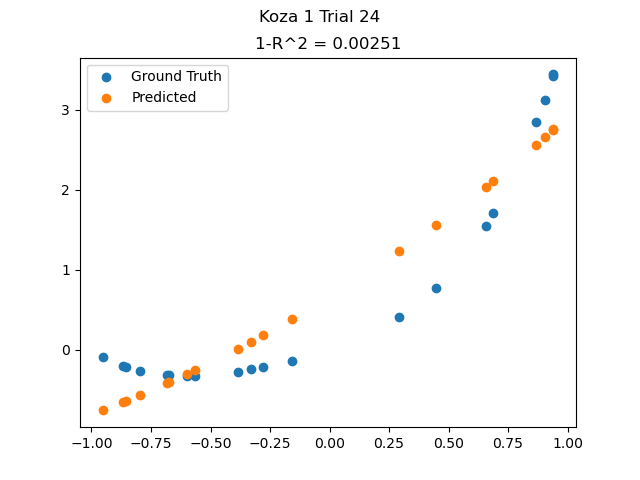 Koza 1 Trial 24
1-R^2 = 0.00251
Ground Truth
Predicted
3
2
1
0
−1.00 −0.75 −0.50 −0.25 0.00 0.25 0.50 0.75 1.00